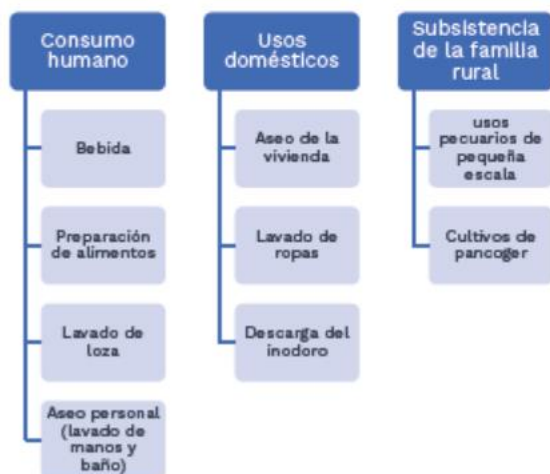 Consumo
humano
Bebida
Preparación
de alimentos
Lavado de
loza
Aseo personal
(lavado de
manos y
baño)
Usos
domésticos
Aseo de la
vivienda
Lavado de
ropas
Descarga del
inodoro
Subsistencia
de la familia
rural
usos
pecuarios de
pequeña
escala
Cultivos de
pancoger